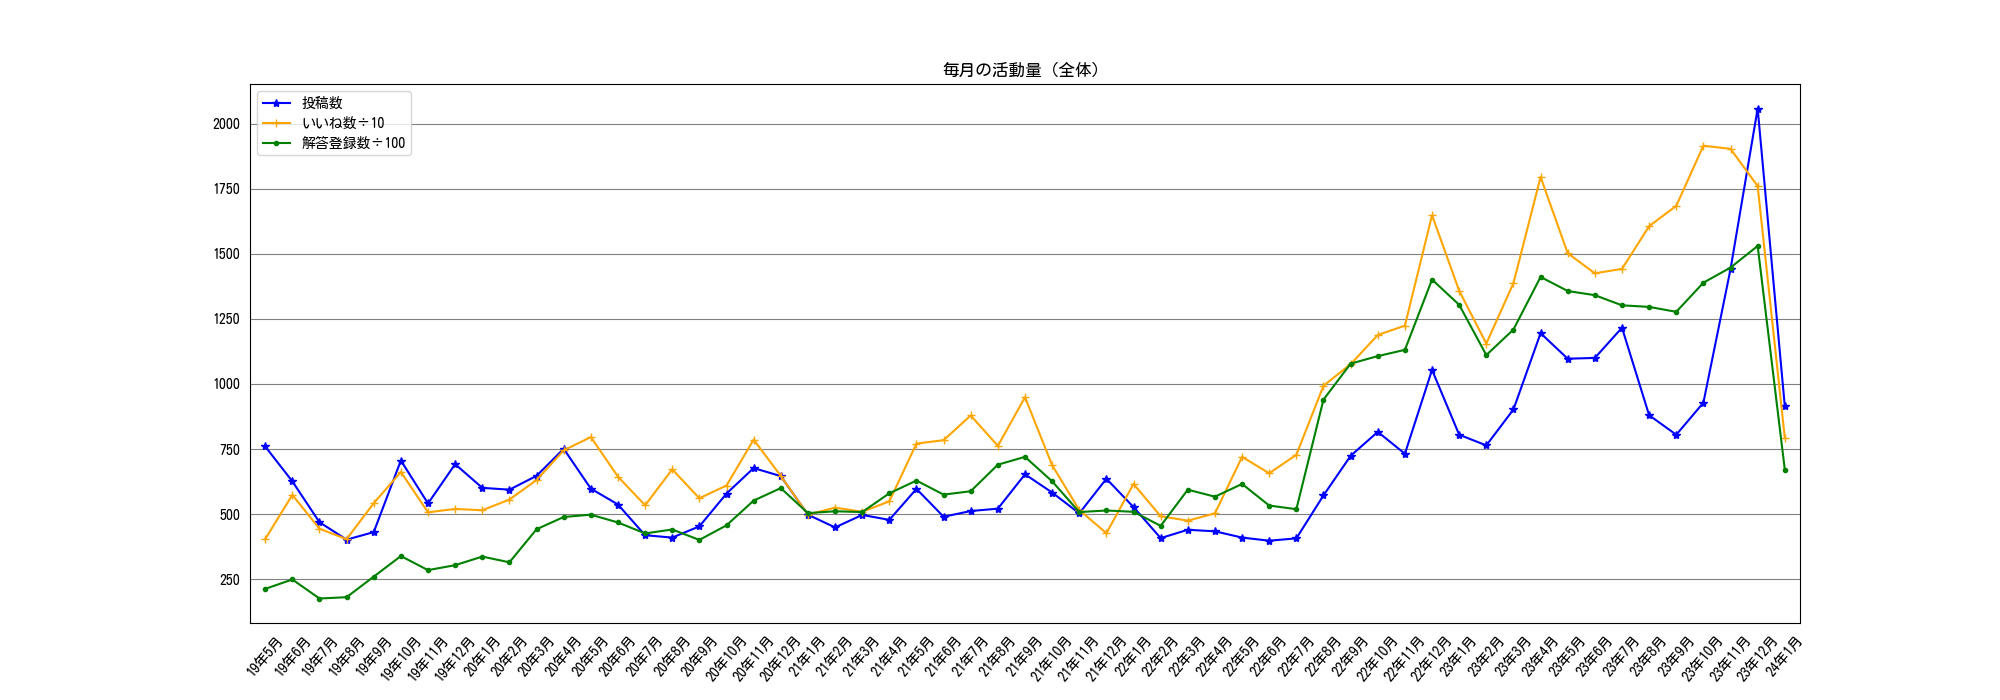 毎月の活動量（全体）
投稿数
いいね数÷10
解答登録数÷100
2000
1750
1500
1250
1000
750
500
250
19年5月
19年6月
19年7月
19年8月
19年9月
19年10月
19年11月
19年12月
20年1月
20年2月
20年3月
20年4月
20年5月
20年6月
20年7月
20年8月
20年9月
20年10月
20年11月
20年12月
21年1月
21年2月
21年3月
21年4月
21年5月
21年6月
21年7月
21年8月
21年9月
21年10月
21年11月
21年12月
22年1月
22年2月
22年3月
22年4月
22年5月
22年6月
22年7月
22年8月
22年9月
22年10月
22年11月
22年12月
23年1月
23年2月
23年3月
23年4月
23年5月
23年6月
23年7月
23年8月
23年9月
23年10月
23年11月
23年12月
24年1月